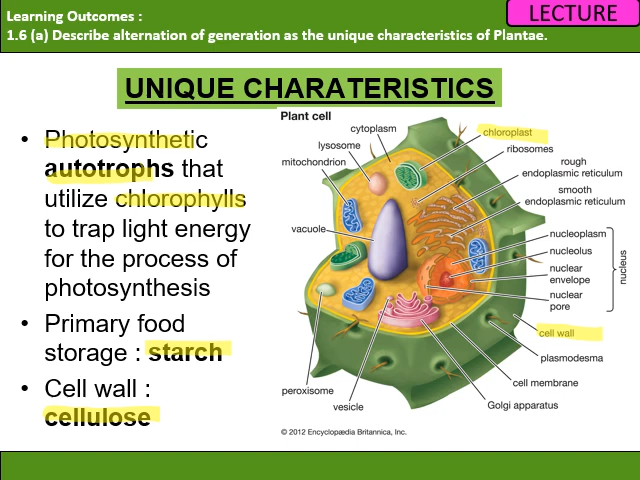 Learning Outcomes :
LECTURE
1.6 (a) Describe alternation of generation as the unique characteristics of Plantae.
UNIQUE CHARATERISTICS
• Photosynthetic
autotrophs that
utilize chlorophylls
to trap light energy
for the process of
photosynthesis
• Primary food
storage : starch
• Cell wall :
cellulose
Plant cell
cytoplasm
lysosome
mitochondrion
vacuole
peroxisome
vesicle
chloroplast
ribosomes
rough
endoplasmic reticulum
smooth
endoplasmic reticulum
nucleoplasm
nucleolus
nuclear
envelope
nuclear
pore
nucleus
cell wall
plasmodesma
cell membrane
Golgi apparatus
© 2012 Encyclopædia Britannica, Inc.